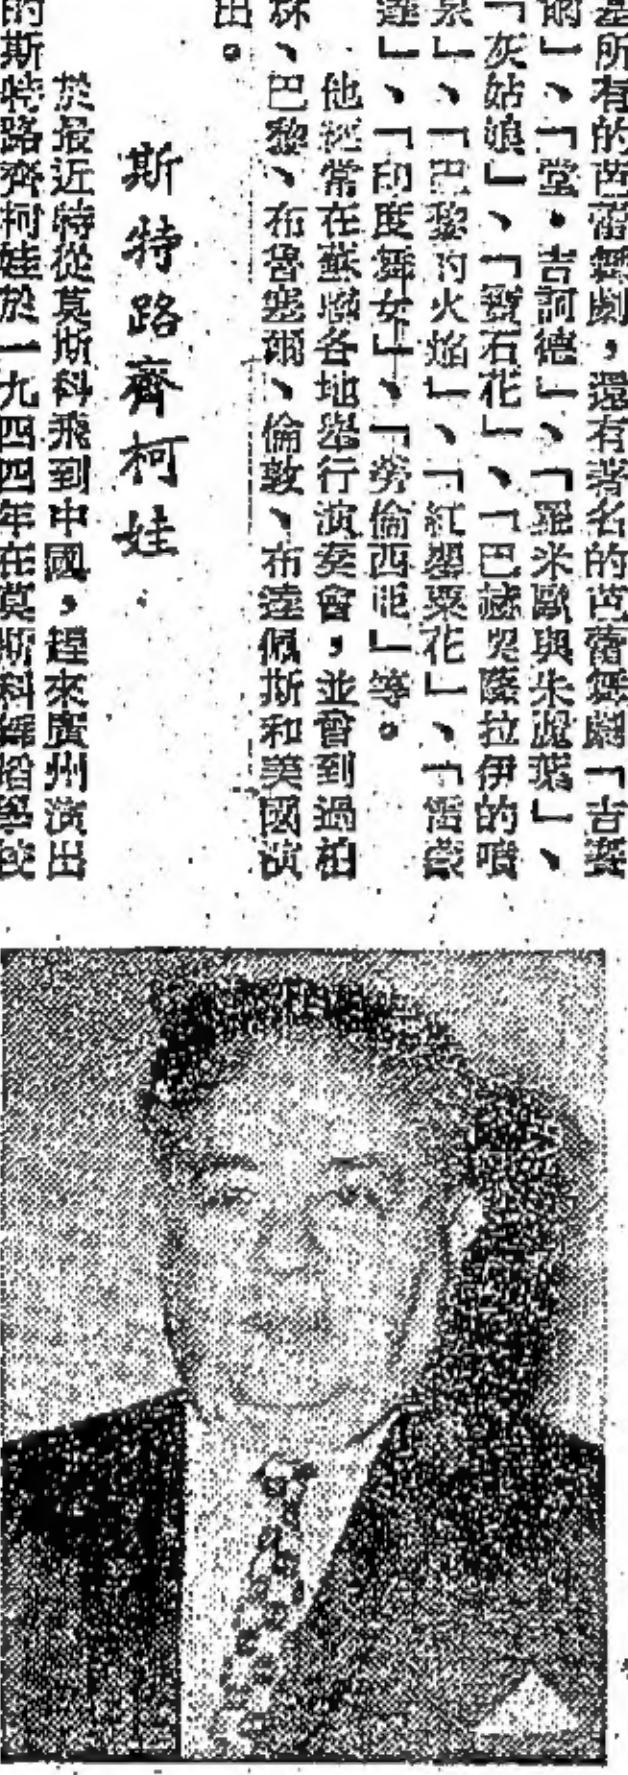 是所有的芭蕾舞劇，還有著名的芭蕾舞劇「吉賽
爾」、「堂·吉訶德」、「羅米歐與朱麗葉」、
「灰姑娘」、「寶石花」、「巴赫奚薩拉伊的噴
泉」、「巴黎的火焰」、「紅罌粟花」、「雷蒙
達」、「印度舞女」、「勞倫西亞」等。
他經常在蘇聯各地舉行演奏會，並曾到過柏
林、巴黎、布魯塞爾、倫敦、布達佩斯和美國演
出。
斯特路齊柯娃
於最近特從莫斯科飛到中國，趕來廣州演出
的斯特路齊柯娃於一九四四年在莫斯科舞蹈學校